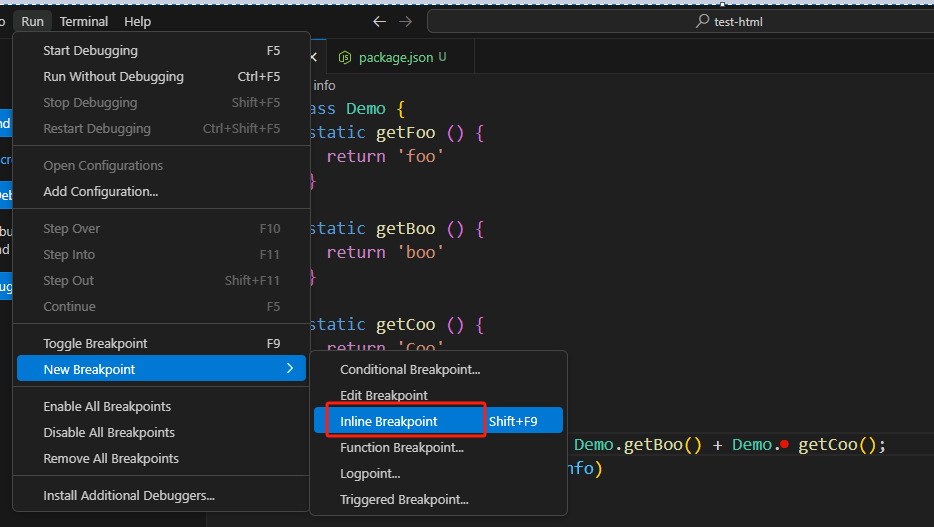 Run Terminal Help
test-html
Start Debugging F5
Run Without Debugging Ctrl+F5
Stop Debugging Shift+F5
Restart Debugging Ctrl+Shift+F5
Open Configurations
Add Configuration...
Step Over F10
Step Into F11
Step Out Shift+F11
Continue F5
Toggle Breakpoint F9
New Breakpoint
Enable All Breakpoints
Disable All Breakpoints
Remove All Breakpoints
Install Additional Debuggers...
Conditional Breakpoint...
Edit Breakpoint
Inline Breakpoint Shift+F9
Function Breakpoint...
Logpoint...
Triggered Breakpoint...
package.json U
info
ass Demo {
static getFoo () {
return 'foo'
}
static getBoo () {
return 'boo'
}
static getCoo () {
return 'Coo'
Demo.getBoo() + Demo. getCoo();
nfo)